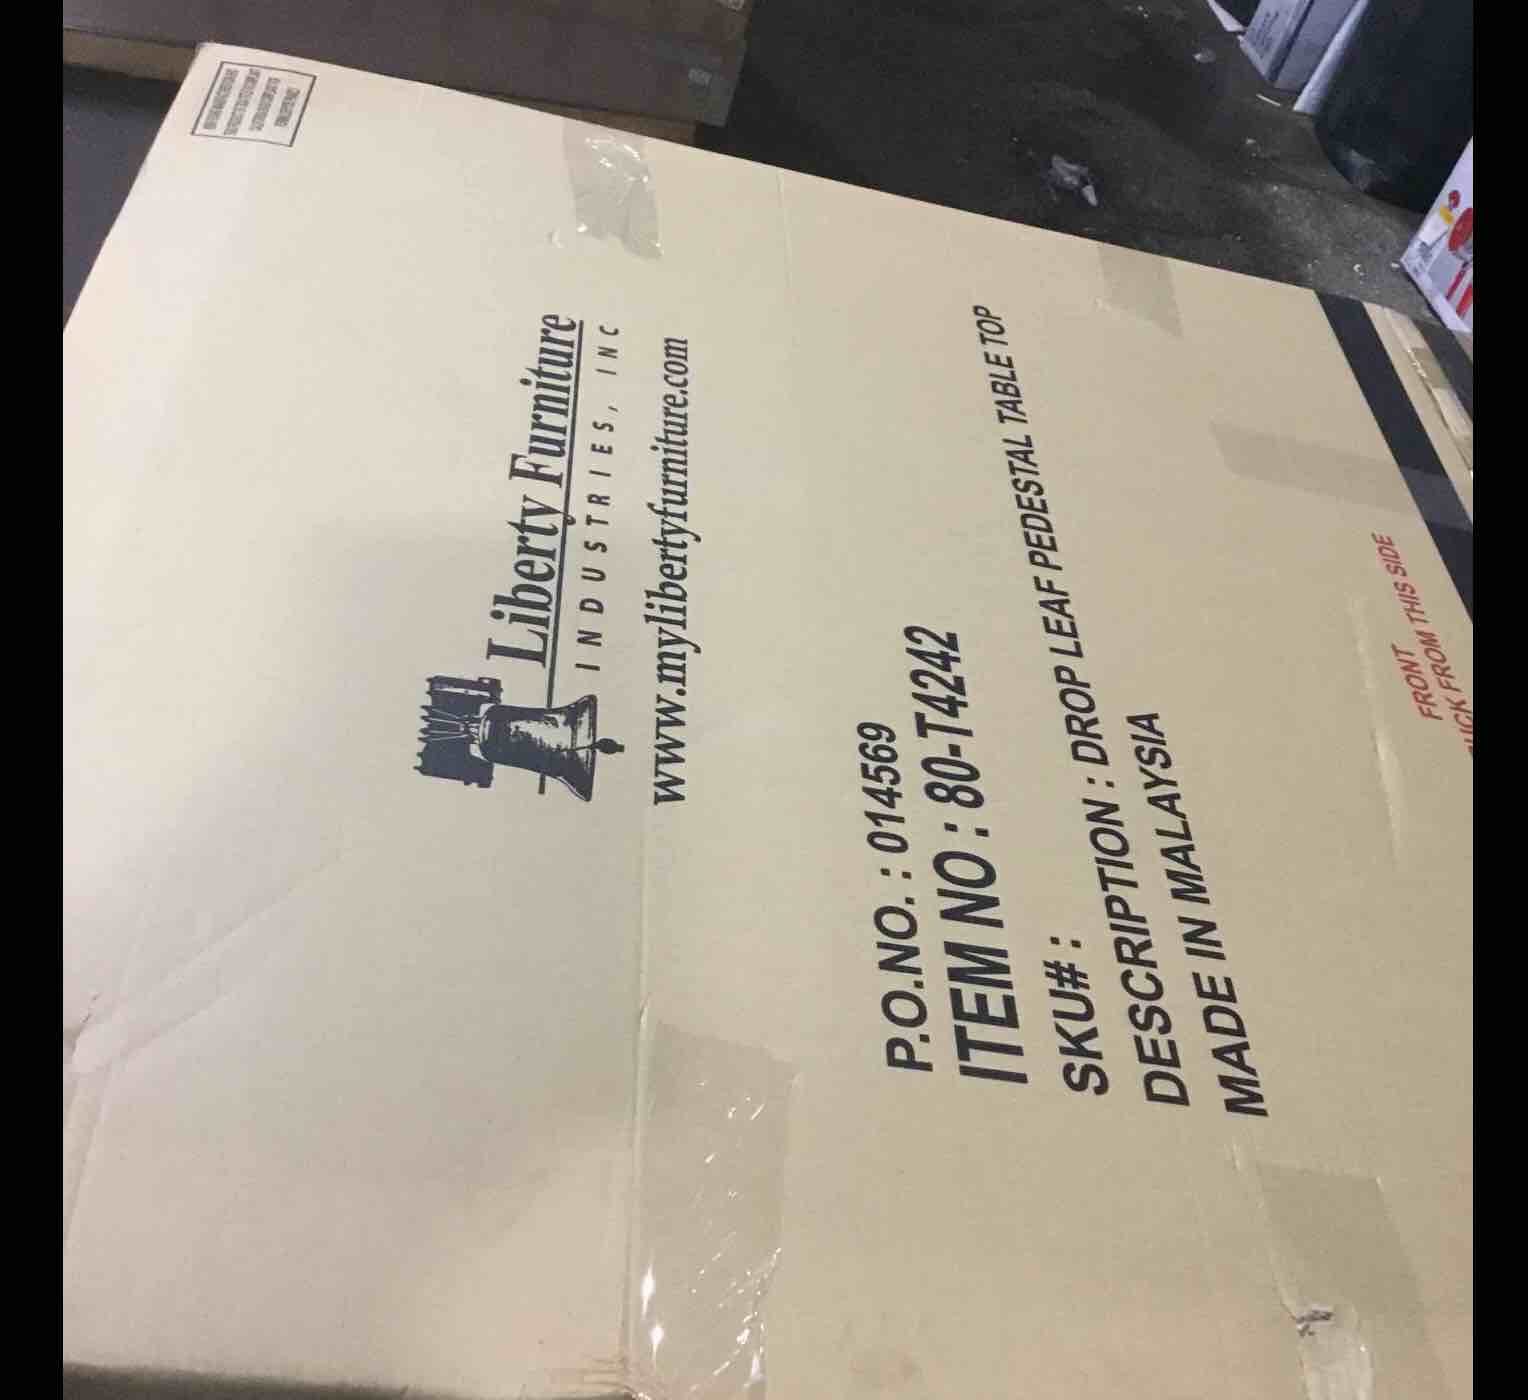 Liberty Furniture
INDUSTRIES, INC
www.mylibertyfurniture.com
P.O.NO. : 014569
ITEM NO : 80-T4242
SKU# :
DESCRIPTION : DROP LEAF PEDESTAL TABLE TOP
MADE IN MALAYSIA
FRONT
FROM THIS SIDE